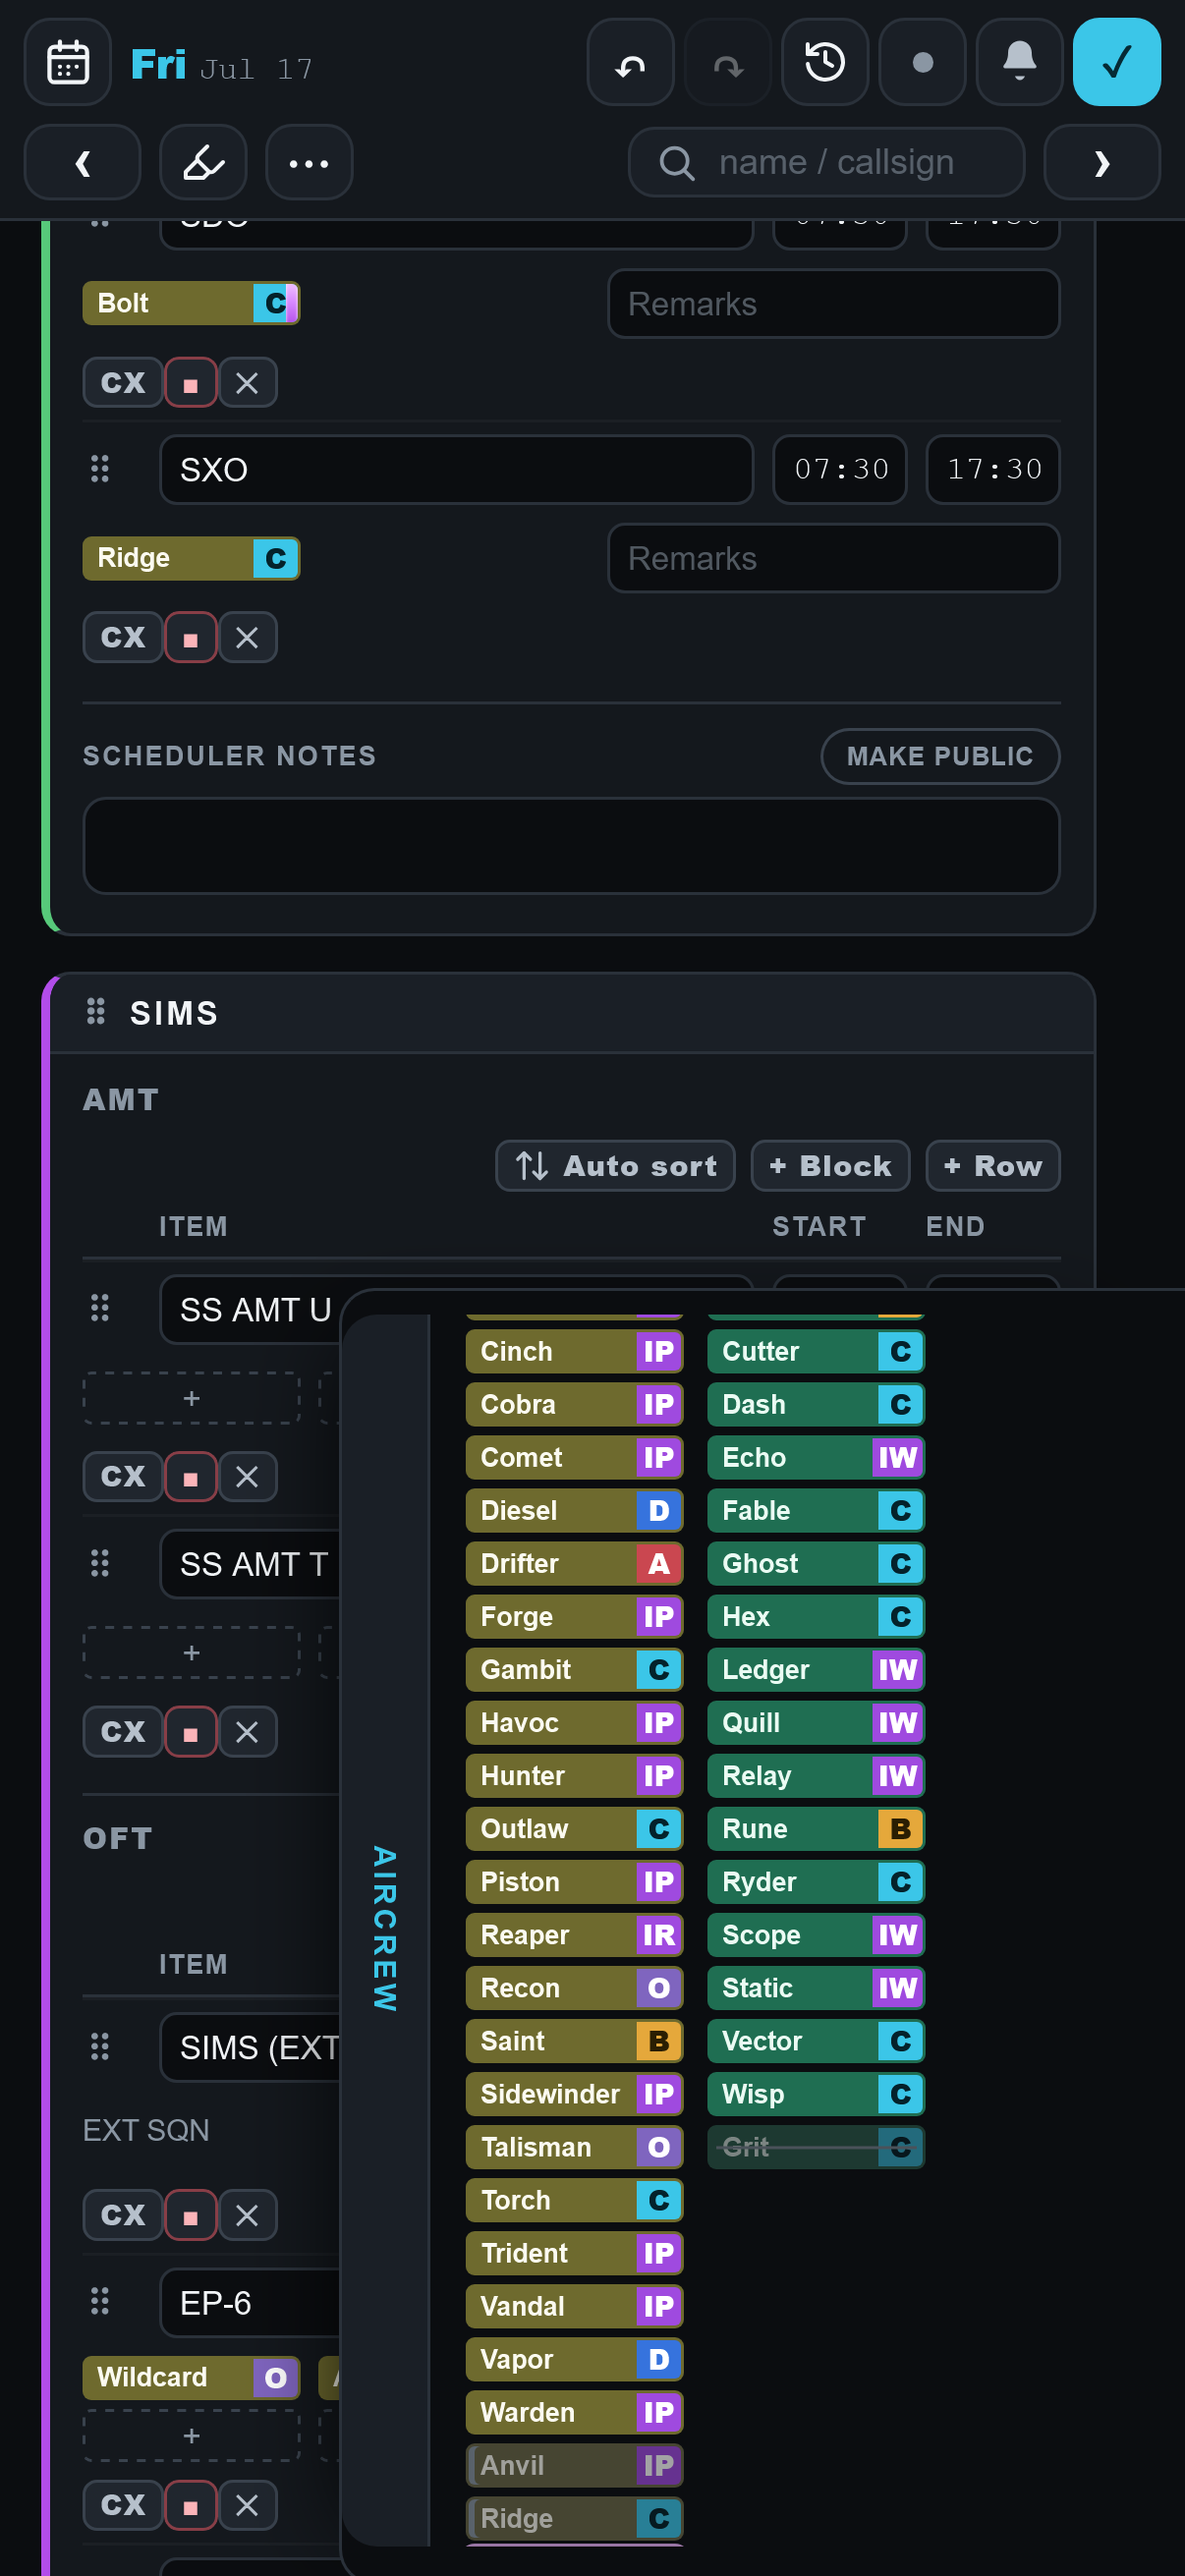 Fri Jul 17
name / callsign
Bolt C
Remarks
CX
SXO 07:30 17:30
Ridge C
Remarks
CX
SCHEDULER NOTES MAKE PUBLIC
SIMS
AMT
Auto sort + Block + Row
ITEM START END
SS AMT U
+
CX
SS AMT T
+
CX
OFT
ITEM
SIMS (EXT
EXT SQN
CX
EP-6
Wildcard O
+
CX
AIRCREW
Cinch IP
Cobra IP
Comet IP
Diesel D
Drifter A
Forge IP
Gambit C
Havoc IP
Hunter IP
Outlaw C
Piston IP
Reaper IR
Recon O
Saint B
Sidewinder IP
Talisman O
Torch C
Trident IP
Vandal IP
Vapor D
Warden IP
Anvil IP
Ridge C
Cutter C
Dash C
Echo IW
Fable C
Ghost C
Hex C
Ledger IW
Quill IW
Relay IW
Rune B
Ryder C
Scope IW
Static IW
Vector C
Wisp C
Grit C